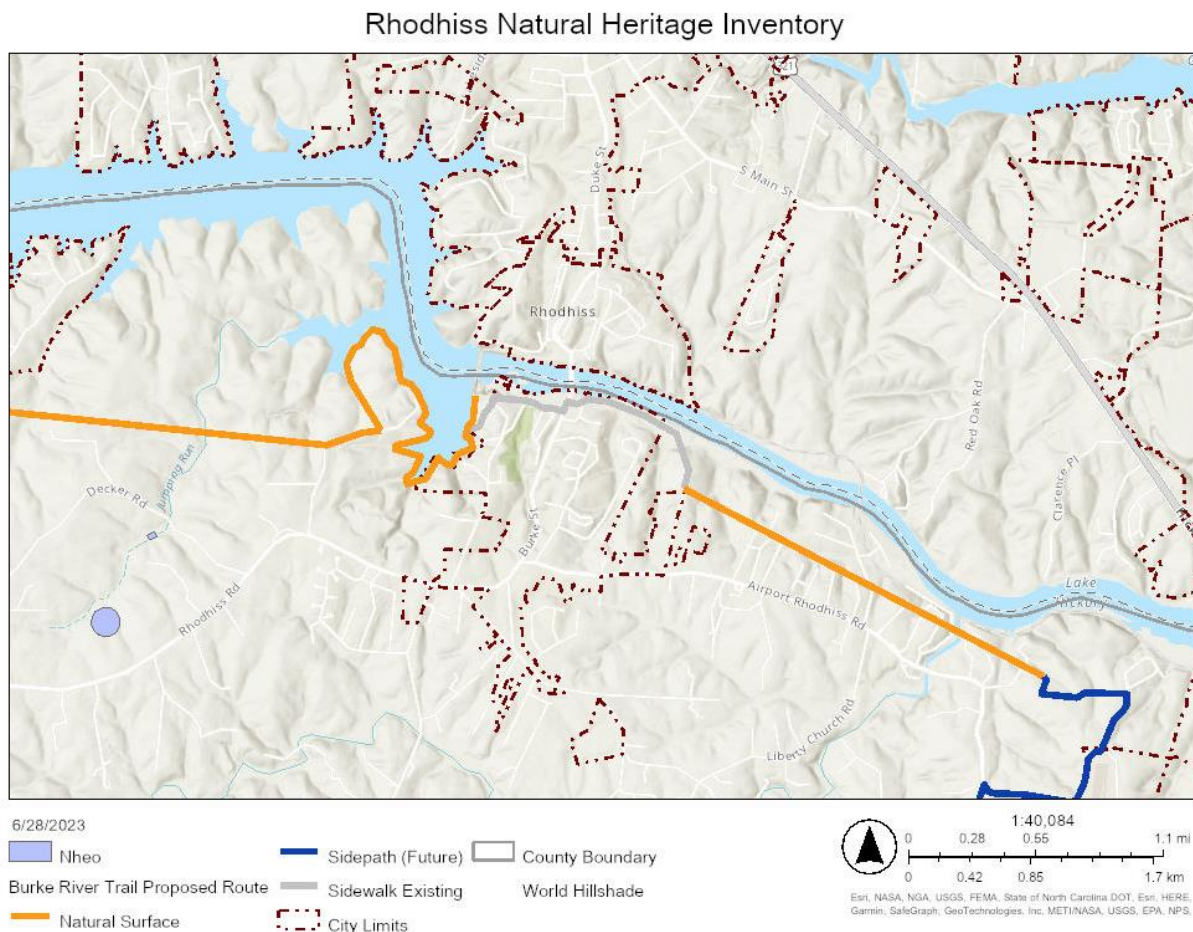 Rhodhiss Natural Heritage Inventory
21
Duke St
S Main St
Rhodhiss
Red Oak Rd
Clarence Pl
Jumping Run
Decker Rd
Burke St
Rhodhiss Rd
Airport Rhodhiss Rd
Lake
Hickory
Liberty Church Rd
6/28/2023
Nheo
Burke River Trail Proposed Route
Natural Surface
Sidepath (Future)
Sidewalk Existing
City Limits
County Boundary
World Hillshade
1:40,084
0 0.28 0.55 1.1 mi
0 0.42 0.85 1.7 km
Esri, NASA, NGA, USGS, FEMA, State of North Carolina DOT, Esri, HERE,
Garmin, SafeGraph, GeoTechnologies, Inc, METI/NASA, USGS, EPA, NPS,